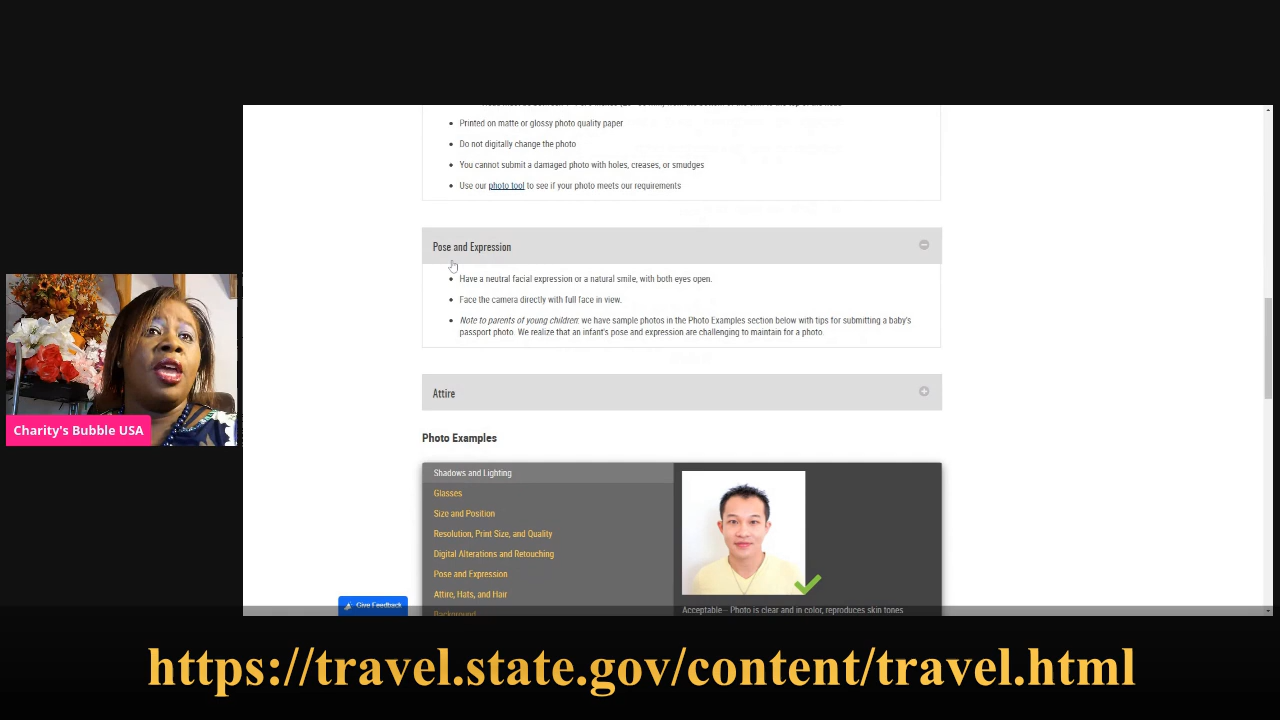 Printed on matte or glossy photo quality paper
Do not digitally change the photo
You cannot submit a damaged photo with holes, creases, or smudges
Use our photo tool to see if your photo meets our requirements
Pose and Expression
Have a neutral facial expression or a natural smile, with both eyes open.
Face the camera directly with full face in view.
Note to parents of young children: we have sample photos in the Photo Examples section below with tips for submitting a baby's
passport photo. We realize that an infant's pose and expression are challenging to maintain for a photo.
Attire
Photo Examples
Shadows and Lighting
Glasses
Size and Position
Resolution, Print Size, and Quality
Digital Alterations and Retouching
Pose and Expression
Attire, Hats, and Hair
Background
Acceptable-- Photo is clear and in color, reproduces skin tones
Give Feedback
Charity's Bubble USA
https://travel.state.gov/content/travel.html